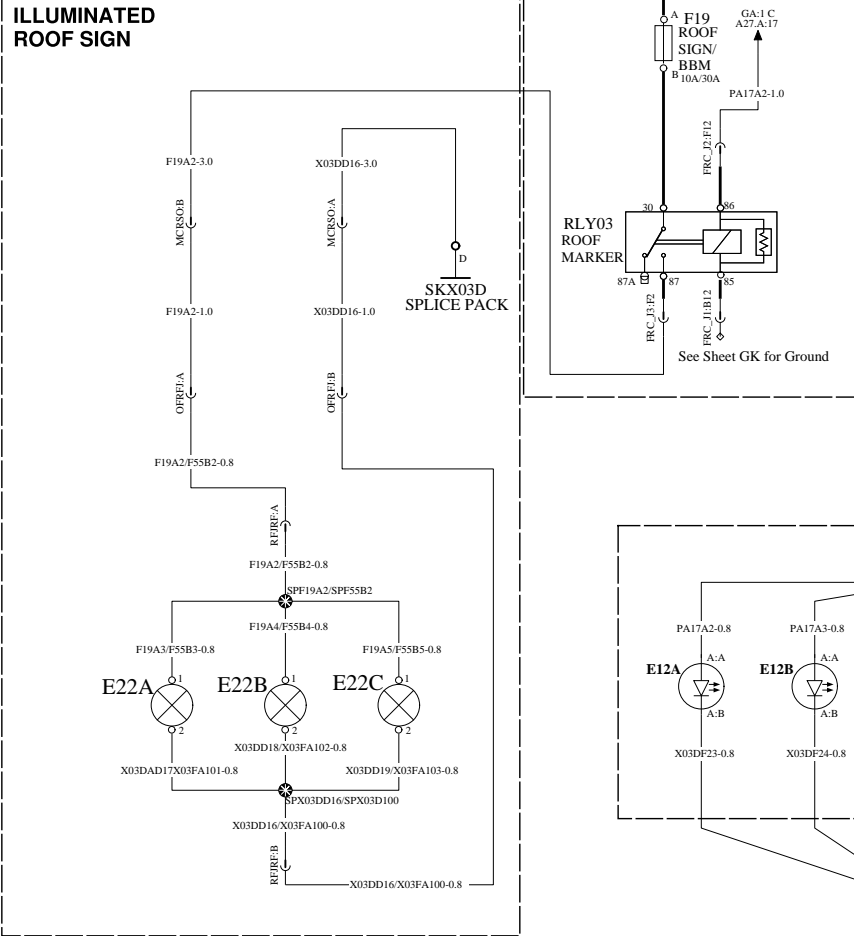 ILLUMINATED
ROOF SIGN
A
F19
ROOF
SIGN/
BBM
B
10A/30A
GA:1 C
A27.A:17
PA17A2-1.0
FRC_J2:F12
F19A2-3.0
X03DD16-3.0
MCRSO:B
MCRSO:A
D
SKX03D
SPLICE PACK
30
86
RLY03
ROOF
MARKER
87A
87
85
FRC_J3:F2
FRC_J1:B12
See Sheet GK for Ground
F19A2-1.0
X03DD16-1.0
OFRFJ:A
OFRFJ:B
F19A2/F55B2-0.8
RFJRF:A
F19A2/F55B2-0.8
SPF19A2/SPF55B2
F19A4/F55B4-0.8
F19A3/F55B3-0.8
F19A5/F55B5-0.8
E22A
1
E22B
1
E22C
1
2
2
2
X03DD18/X03FA102-0.8
X03DAD17X03FA101-0.8
X03DD19/X03FA103-0.8
SPX03DD16/SPX03D100
X03DD16/X03FA100-0.8
RFJRF:B
X03DD16/X03FA100-0.8
PA17A2-0.8
PA17A3-0.8
E12A
A:A
E12B
A:A
A:B
A:B
X03DF23-0.8
X03DF24-0.8